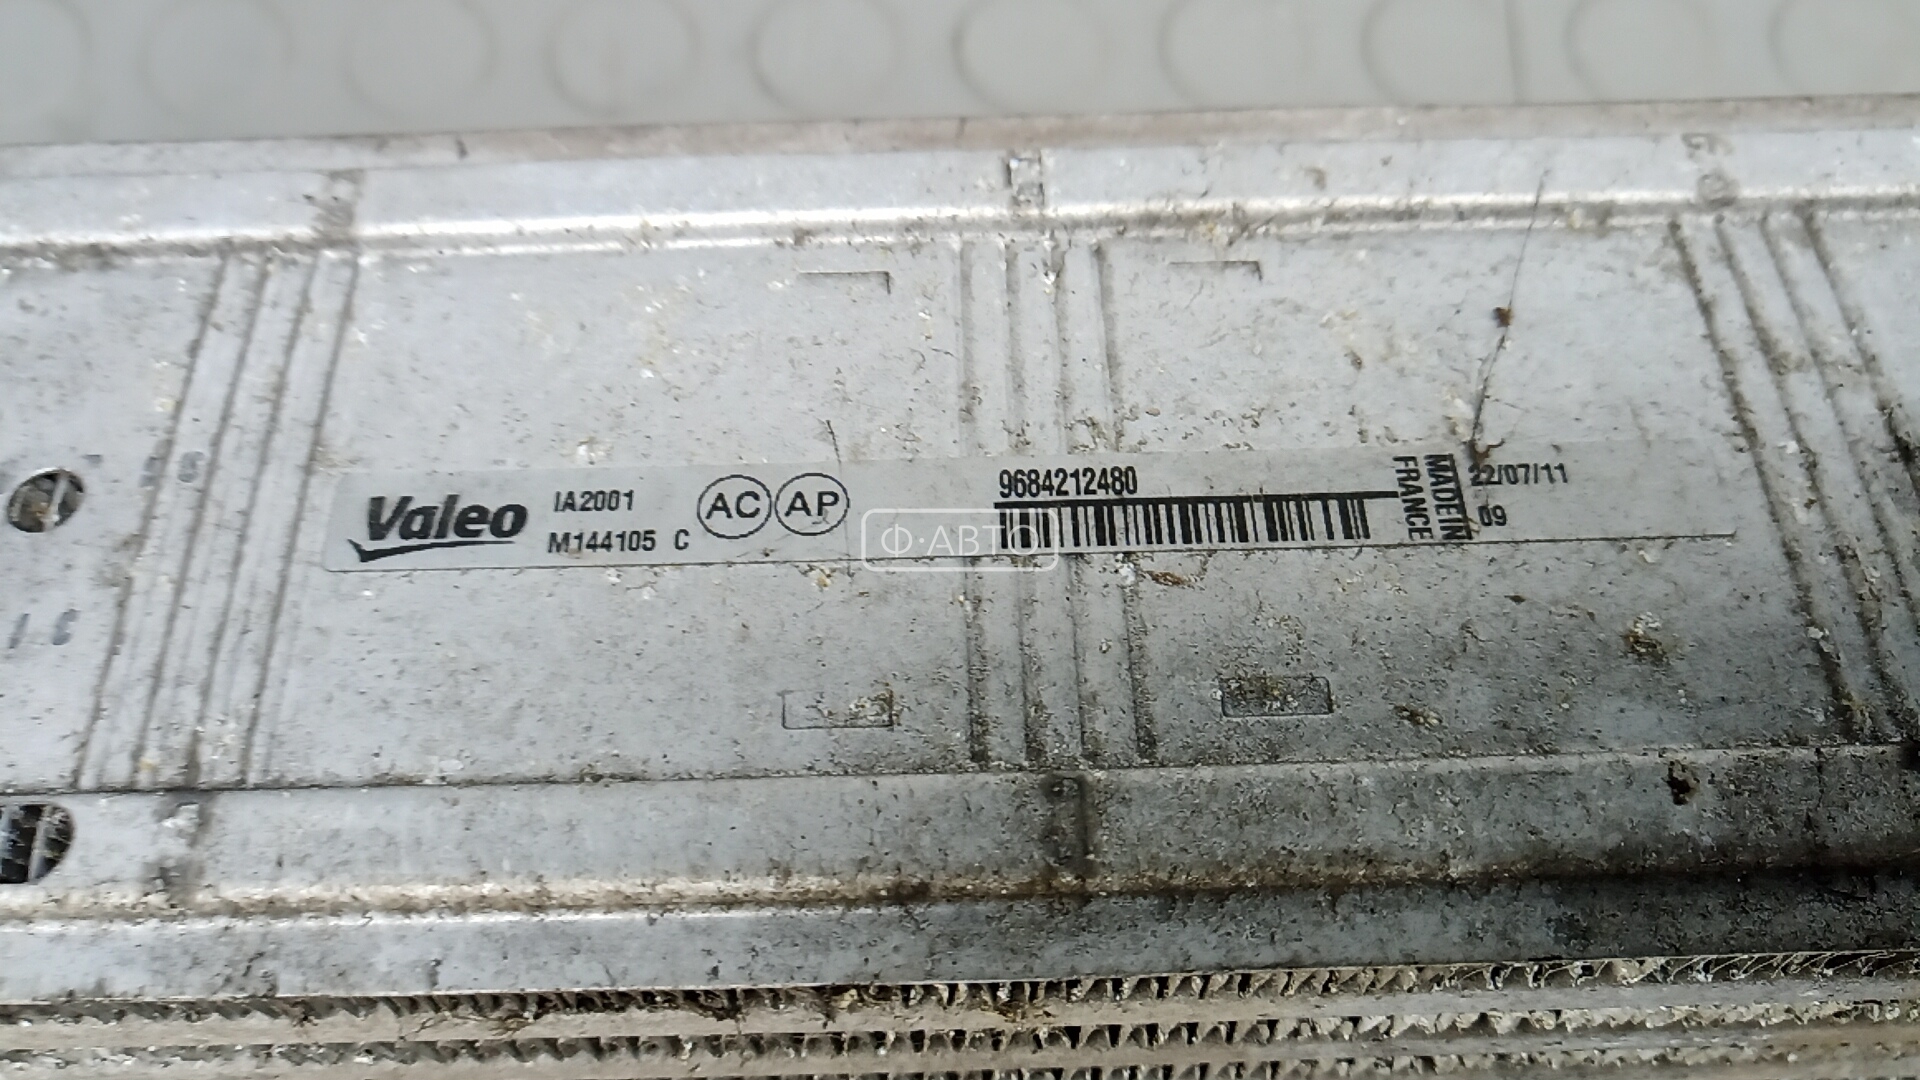 Valeo
IA2001
M144105 C
AC AP
9684212480
MADE IN
FRANCE
22/07/11
09
Ф·АВТО